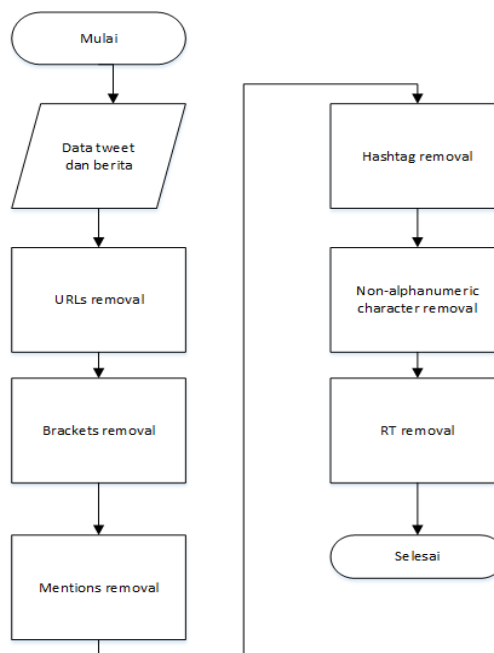 Mulai
Data tweet
dan berita
URLs removal
Brackets removal
Mentions removal
Hashtag removal
Non-alphanumeric
character removal
RT removal
Selesai